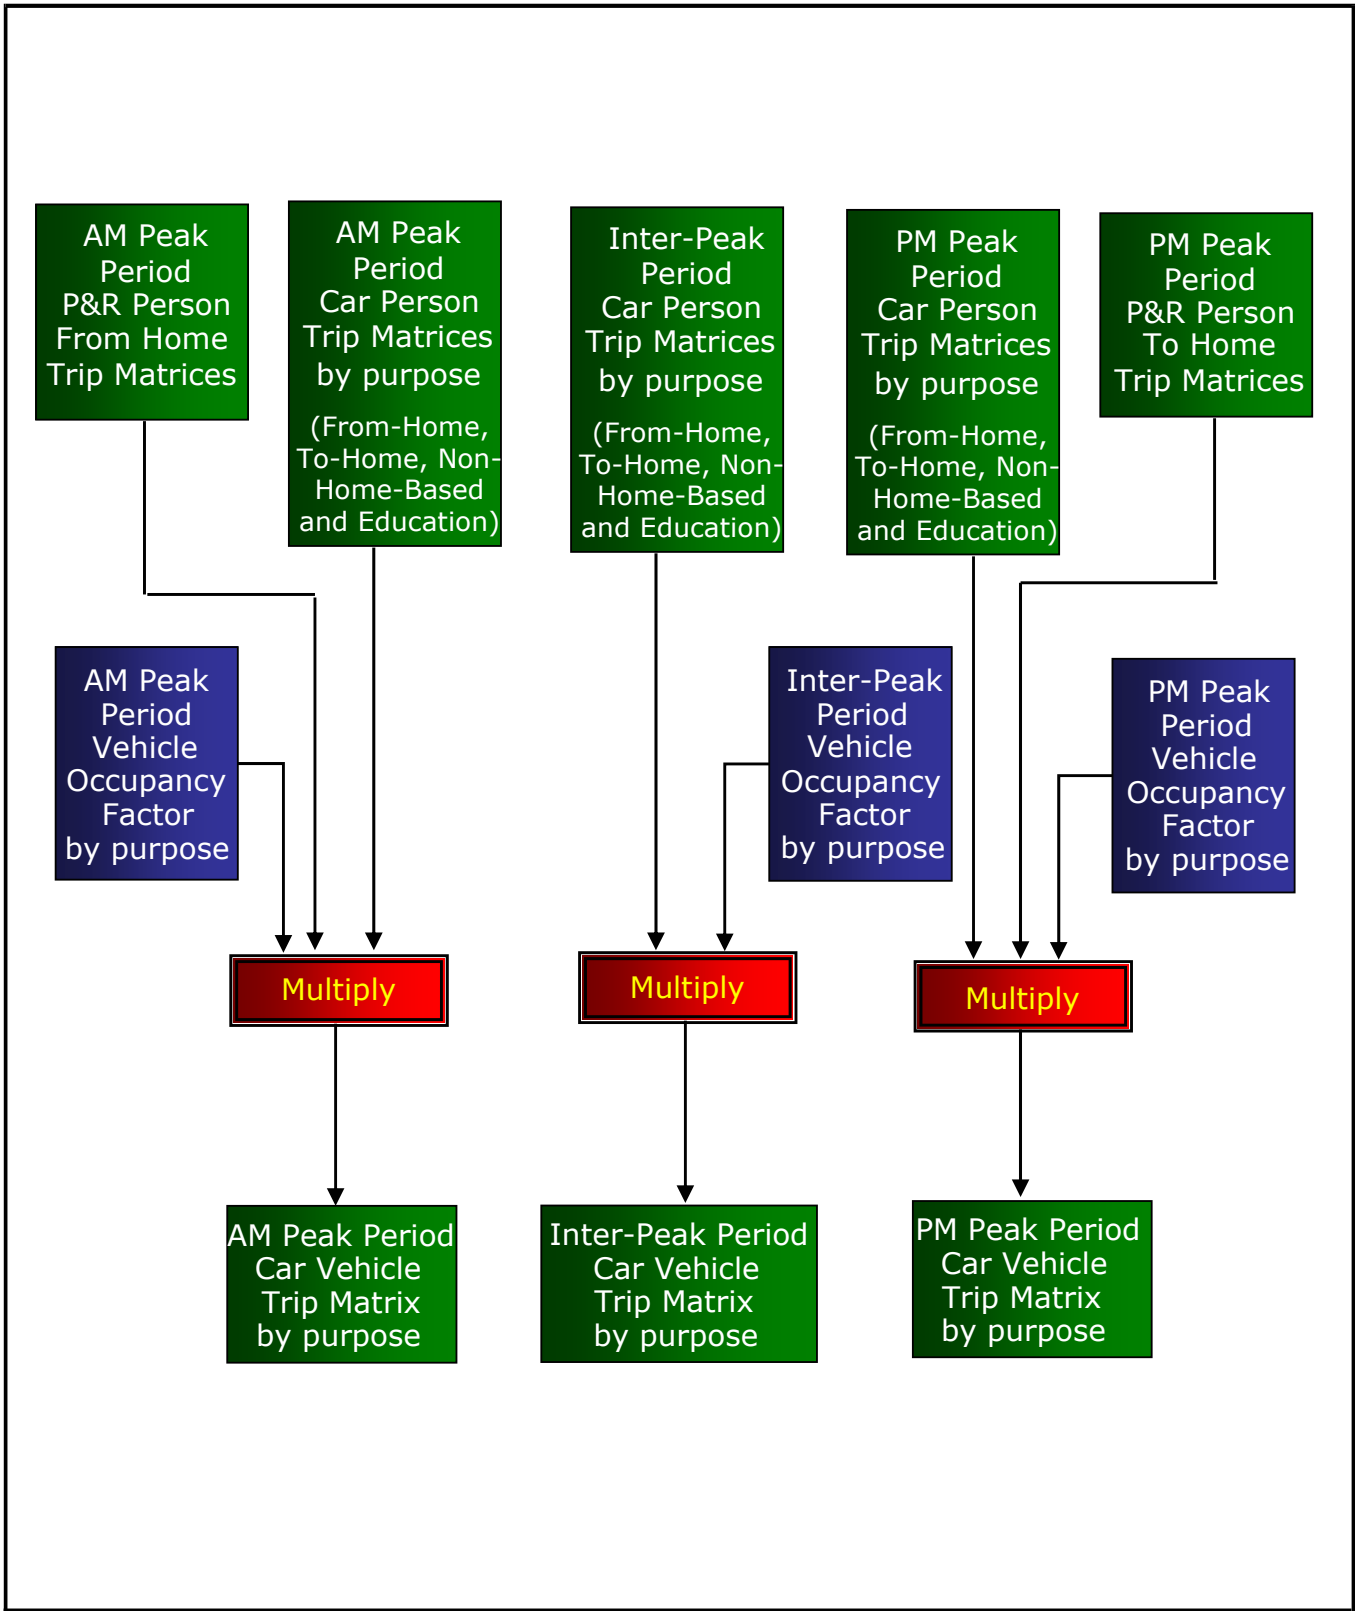 AM Peak
Period
P&R Person
From Home
Trip Matrices
AM Peak
Period
Car Person
Trip Matrices
by purpose
(From-Home,
To-Home, Non-
Home-Based
and Education)
Inter-Peak
Period
Car Person
Trip Matrices
by purpose
(From-Home,
To-Home, Non-
Home-Based
and Education)
PM Peak
Period
Car Person
Trip Matrices
by purpose
(From-Home,
To-Home, Non-
Home-Based
and Education)
PM Peak
Period
P&R Person
To Home
Trip Matrices
AM Peak
Period
Vehicle
Occupancy
Factor
by purpose
Inter-Peak
Period
Vehicle
Occupancy
Factor
by purpose
PM Peak
Period
Vehicle
Occupancy
Factor
by purpose
Multiply
Multiply
Multiply
AM Peak Period
Car Vehicle
Trip Matrix
by purpose
Inter-Peak Period
Car Vehicle
Trip Matrix
by purpose
PM Peak Period
Car Vehicle
Trip Matrix
by purpose